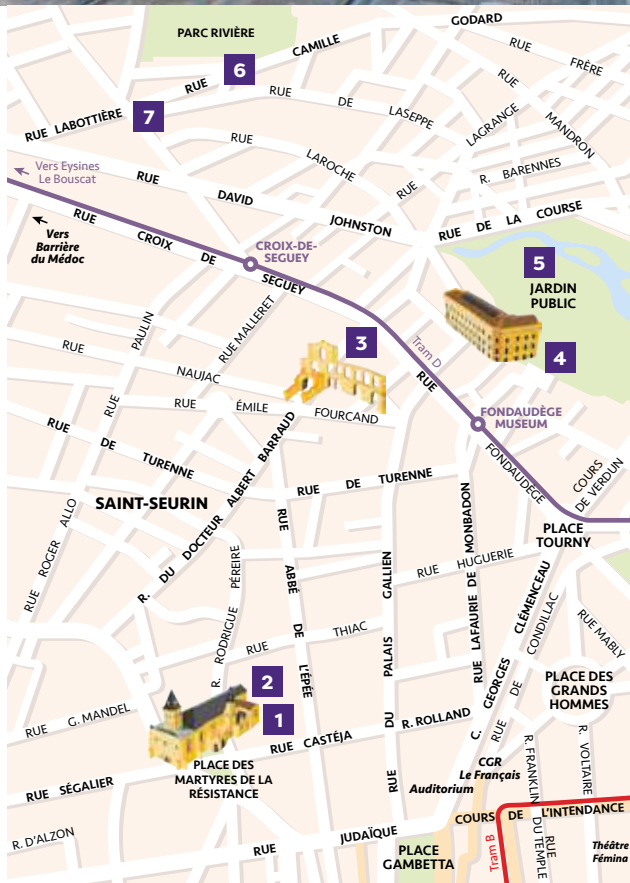 PARC RIVIÈRE
GODARD
CAMILLE
RUE
6
RUE
FRÈRE
RUE
RUE
DE
LASEPPE
LAGRANGE
MANDRON
7
RUE LABOTTIÈRE
RUE
LAROCHE
RUE
R. BARENNES
Vers Eysines
Le Bouscat
RUE
DAVID
JOHNSTON
RUE DE LA COURSE
RUE
CROIX
DE
SEGUEY
Vers
Barrière
du Médoc
CROIX-DE-
SEGUEY
5
JARDIN
PUBLIC
4
3
Tram D
RUE
FONDAUDÈGE
FONDAUDÈGE
MUSEUM
COURS
DE VERDUN
PLACE
TOURNY
RUE
PAULIN
RUE MALLERET
RUE
NAUJAC
RUE
ÉMILE
FOURCAND
RUE
DE
TURENNE
RUE DE TURENNE
SAINT-SEURIN
RUE ROGER ALLO
R. DU DOCTEUR ALBERT BARRAUD
RUE
ABBÉ
DE
L'ÉPÉE
R. RODRIGUE
PÉREIRE
RUE
THIAC
RUE
DU
PALAIS
GALLIEN
RUE LAFAURIE DE MONBADON
RUE
HUGUERIE
C. GEORGES CLÉMENCEAU
RUE
DE
CONDILLAC
RUE MABLY
PLACE DES
GRANDS
HOMMES
2
1
RUE G. MANDEL
RUE SÉGALIER
RUE CASTÉJA
R. ROLLAND
PLACE DES
MARTYRES DE LA
RÉSISTANCE
CGR
Le Français
Auditorium
R. FRANKLIN
R. VOLTAIRE
COURS DE L'INTENDANCE
Tram B
RUE
DU TEMPLE
Théâtre
Fémina
R. D'ALZON
RUE
JUDAÏQUE
PLACE
GAMBETTA